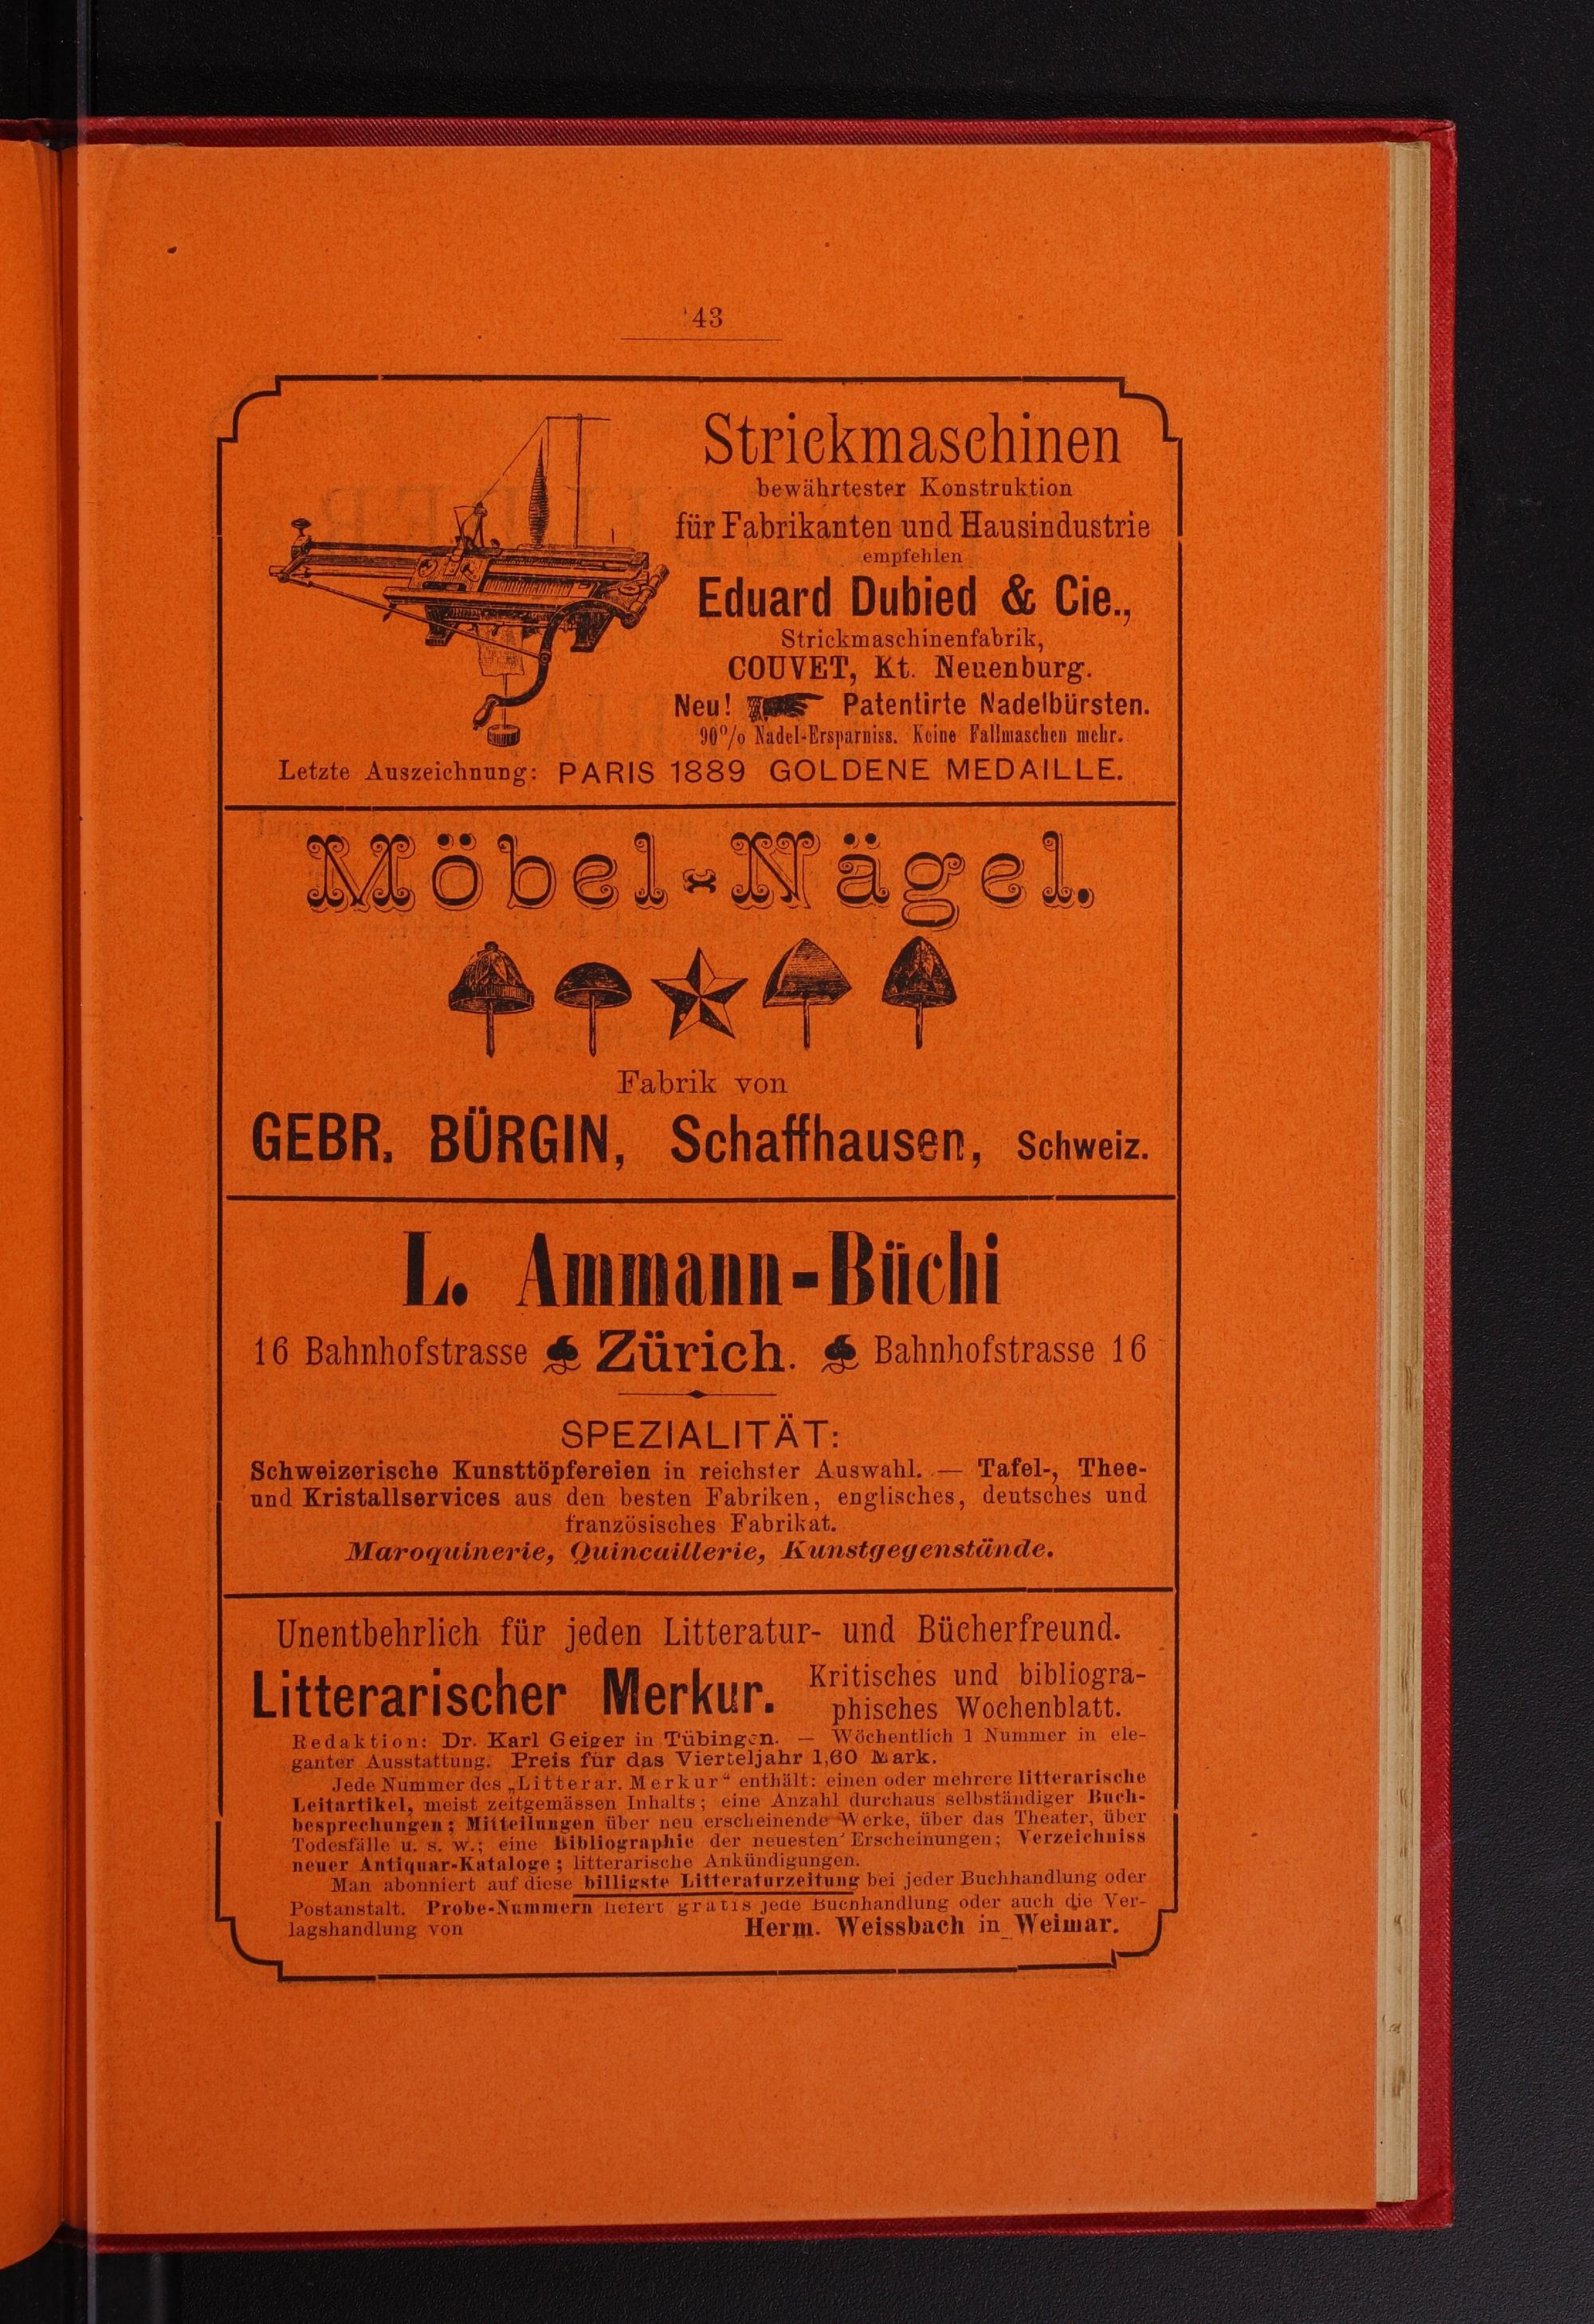 43
Strickmaschinen
bewährtester Konstruktion
für Fabrikanten und Hausindustrie
empfehlen
Eduard Dubied & Cie.,
Strickmaschinenfabrik,
COUVET, Kt. Neuenburg.
Neu! Patentirte Nadelbürsten.
90% Nadel-Ersparniss. Keine Fallmaschen mehr.
Letzte Auszeichnung: PARIS 1889 GOLDENE MEDAILLE.
Möbel-Nägel.
Fabrik von
GEBR. BÜRGIN, Schaffhausen, Schweiz.
L. Ammann-Büchi
16 Bahnhofstrasse Zürich. Bahnhofstrasse 16
SPEZIALITÄT:
Schweizerische Kunsttöpfereien in reichster Auswahl. — Tafel-, Thee-
und Kristallservices aus den besten Fabriken, englisches, deutsches und
französisches Fabrikat.
Maroquinerie, Quincaillerie, Kunstgegenstände.
Unentbehrlich für jeden Litteratur- und Bücherfreund.
Litterarischer Merkur. Kritisches und bibliogra-
phisches Wochenblatt.
Redaktion: Dr. Karl Geiger in Tübingen. — Wöchentlich 1 Nummer in ele-
ganter Ausstattung. Preis für das Vierteljahr 1,60 Mark.
Jede Nummer des „Litterar. Merkur“ enthält: einen oder mehrere litterarische
Leitartikel, meist zeitgemässen Inhalts; eine Anzahl durchaus selbständiger Buch-
besprechungen; Mitteilungen über neu erscheinende Werke, über das Theater, über
Todesfälle u. s. w.; eine Bibliographie der neuesten Erscheinungen; Verzeichniss
neuer Antiquar-Kataloge; litterarische Ankündigungen.
Man abonniert auf diese billigste Litteraturzeitung bei jeder Buchhandlung oder
Postanstalt. Probe-Nummern liefert gratis jede Buchhandlung oder auch die Ver-
lagshandlung von Herm. Weissbach in Weimar.